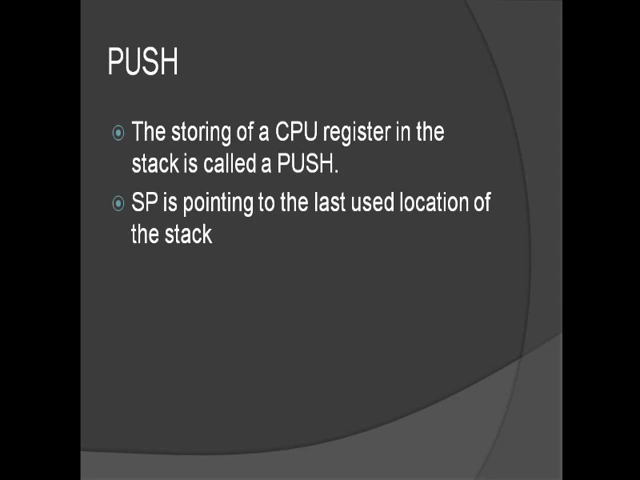 PUSH
The storing of a CPU register in the
stack is called a PUSH.
SP is pointing to the last used location of
the stack